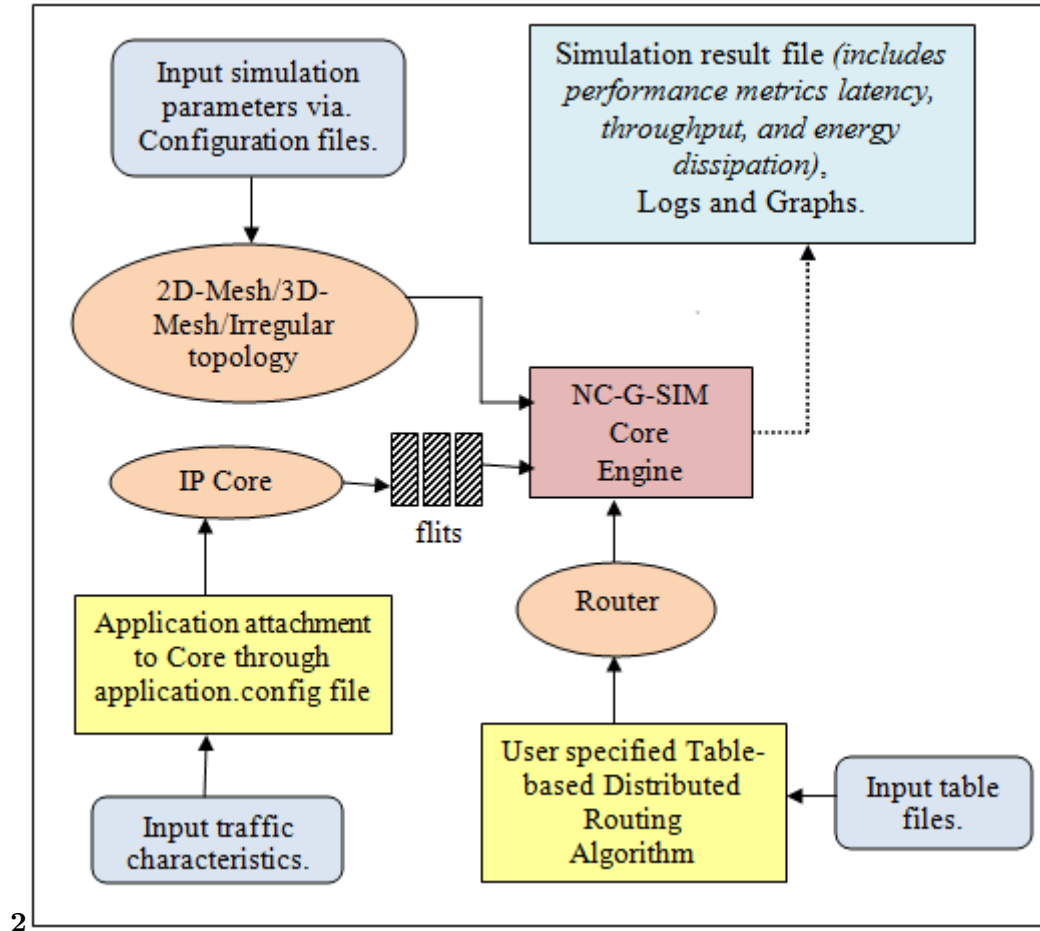 Input simulation
parameters via.
Configuration files.
Simulation result file (includes
performance metrics latency,
throughput, and energy
dissipation),
Logs and Graphs.
2D-Mesh/3D-
Mesh/Irregular
topology
NC-G-SIM
Core
Engine
IP Core
flits
Router
Application attachment
to Core through
application.config file
User specified Table-
based Distributed
Routing
Algorithm
Input table
files.
Input traffic
characteristics.
2